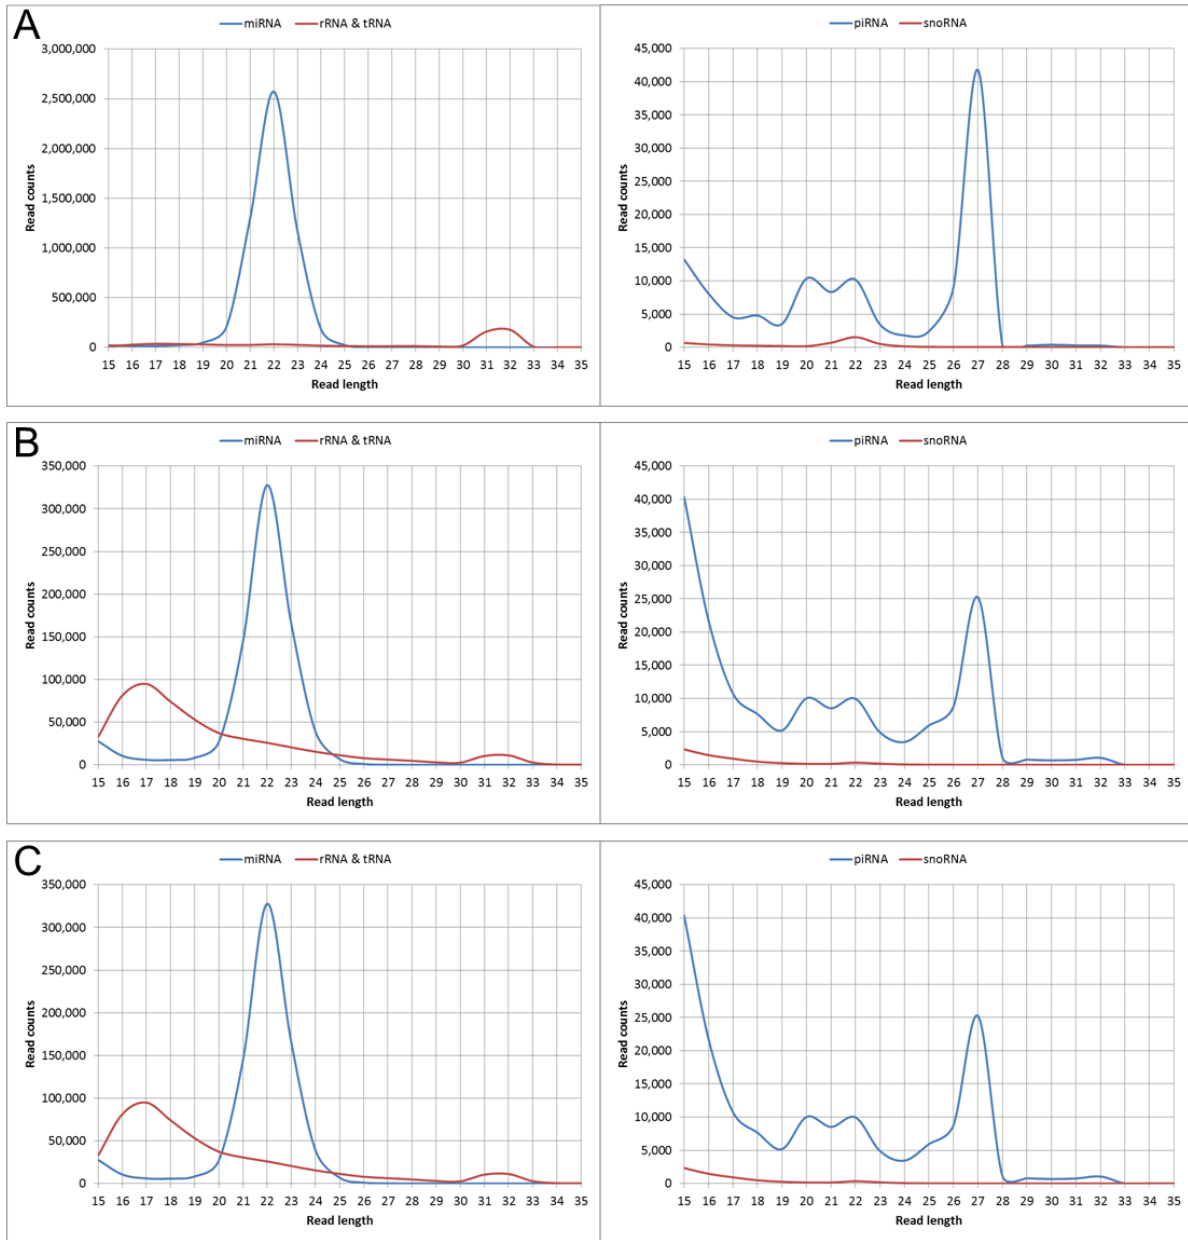 A
miRNA rRNA & tRNA
3,000,000
2,500,000
2,000,000
1,500,000
1,000,000
500,000
0
Read counts
15 16 17 18 19 20 21 22 23 24 25 26 27 28 29 30 31 32 33 35
Read length
piRNA snoRNA
45,000
40,000
35,000
30,000
25,000
20,000
15,000
10,000
5,000
0
Read counts
15 16 17 18 19 20 21 22 23 24 25 26 27 28 29 30 31 32 33 35
Read length
B
miRNA rRNA & tRNA
350,000
300,000
250,000
200,000
150,000
100,000
50,000
0
Read counts
15 16 17 18 19 20 21 22 23 24 25 26 27 28 29 30 31 32 33 35
Read length
piRNA snoRNA
45,000
40,000
35,000
30,000
25,000
20,000
15,000
10,000
5,000
0
Read counts
15 16 17 18 19 20 21 22 23 24 25 26 27 28 29 30 31 32 33 35
Read length
C
miRNA rRNA & tRNA
350,000
300,000
250,000
200,000
150,000
100,000
50,000
0
Read counts
15 16 17 18 19 20 21 22 23 24 25 26 27 28 29 30 31 32 33 35
Read length
piRNA snoRNA
45,000
40,000
35,000
30,000
25,000
20,000
15,000
10,000
5,000
0
Read counts
15 16 17 18 19 20 21 22 23 24 25 26 27 28 29 30 31 32 33 35
Read length